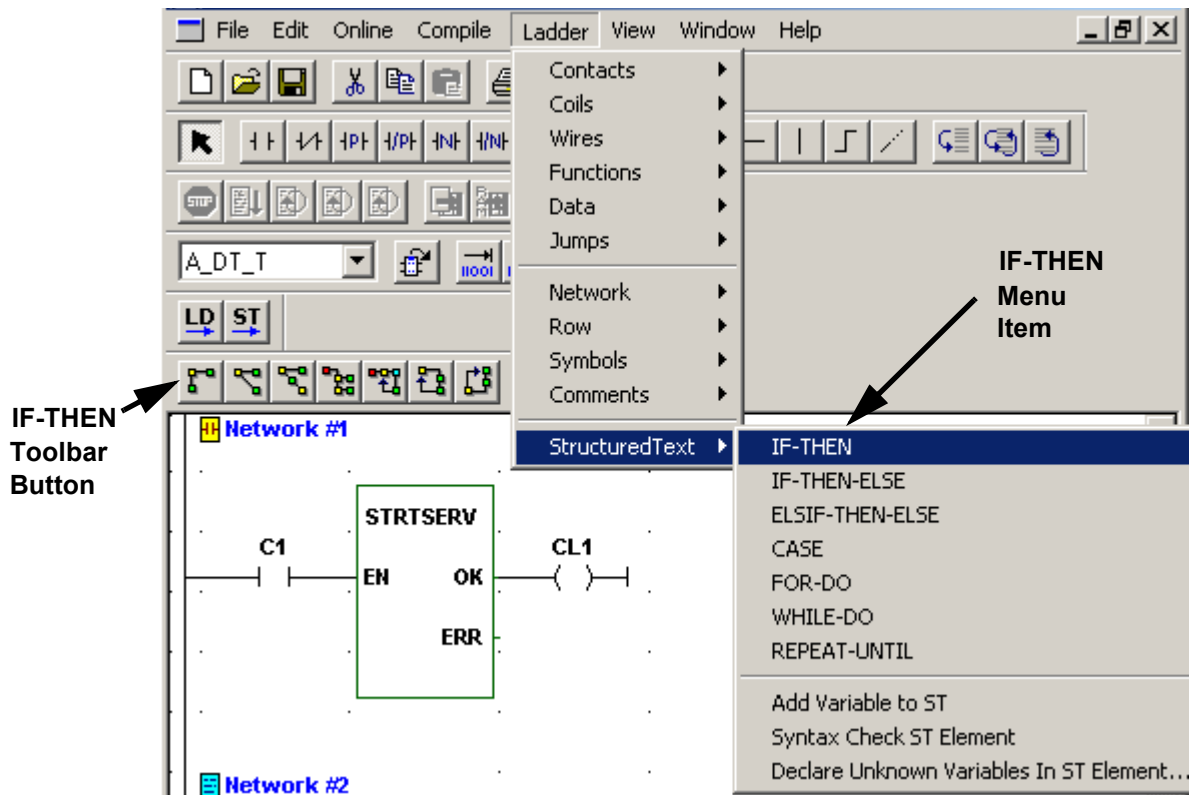 File Edit Online Compile Ladder View Window Help
Contacts
Coils
Wires
Functions
Data
Jumps
Network
Row
Symbols
Comments
StructuredText
STOP
A_DT_T
LD ST
IF-THEN
Menu
Item
IF-THEN
Toolbar
Button
IF-THEN
IF-THEN-ELSE
ELSIF-THEN-ELSE
CASE
FOR-DO
WHILE-DO
REPEAT-UNTIL
Add Variable to ST
Syntax Check ST Element
Declare Unknown Variables In ST Element...
Network #1
STRTSERV
C1
CL1
EN OK
ERR
Network #2